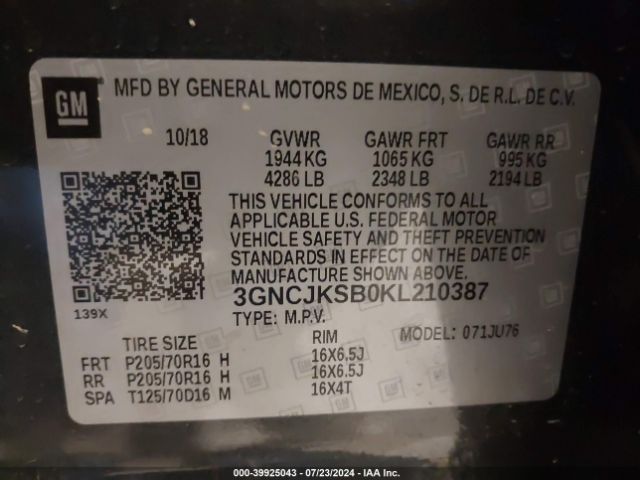 GM
MFD BY GENERAL MOTORS DE MEXICO, S. DE R.L. DE C.V.
10/18 GVWR GAWR FRT GAWR RR
1944 KG 1065 KG 995 KG
4286 LB 2348 LB 2194 LB
THIS VEHICLE CONFORMS TO ALL
APPLICABLE U.S. FEDERAL MOTOR
VEHICLE SAFETY AND THEFT PREVENTION
STANDARDS IN EFFECT ON THE DATE OF
MANUFACTURE SHOWN ABOVE.
3GNCJKSB0KL210387
139X
TYPE: M.P.V. MODEL: 071JU76
TIRE SIZE RIM
FRT P205/70R16 H 16X6.5J
RR P205/70R16 H 16X6.5J
SPA T125/70D16 M 16X4T
000-39925043 - 07/23/2024 - IAA Inc.